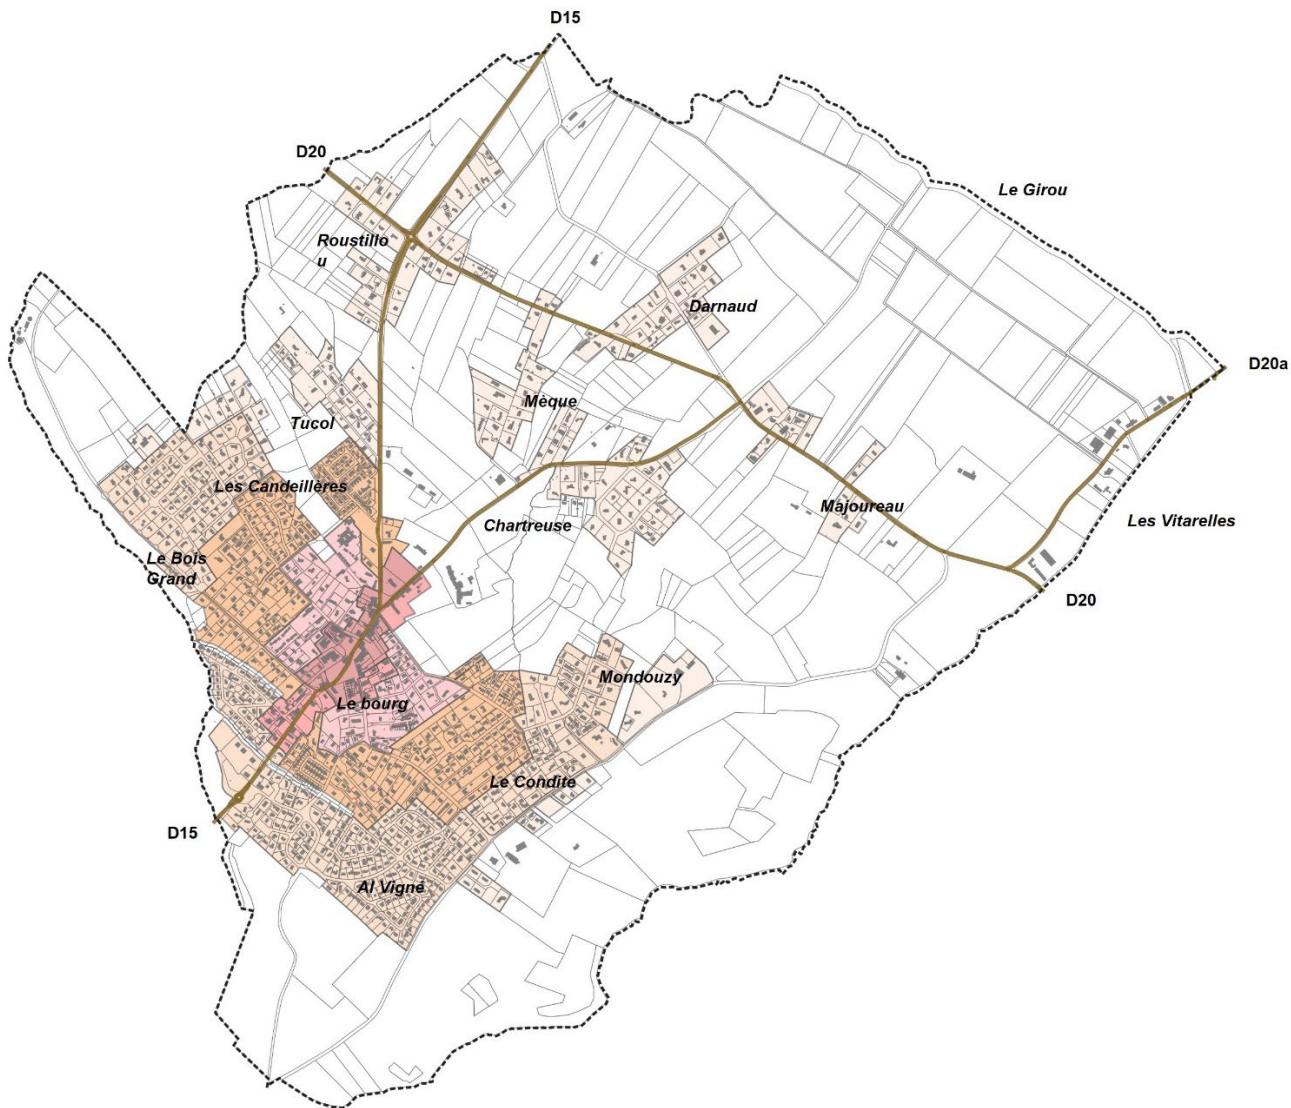 D15
D20
Le Girou
Roustillo
u
Darnaud
D20a
Mèque
Tucol
Les Candeillères
Majoureau
Chartreuse
Les Vitarelles
Le Bois
Grand
D20
Mondouzy
Le bourg
Le Condite
D15
Al Vigné